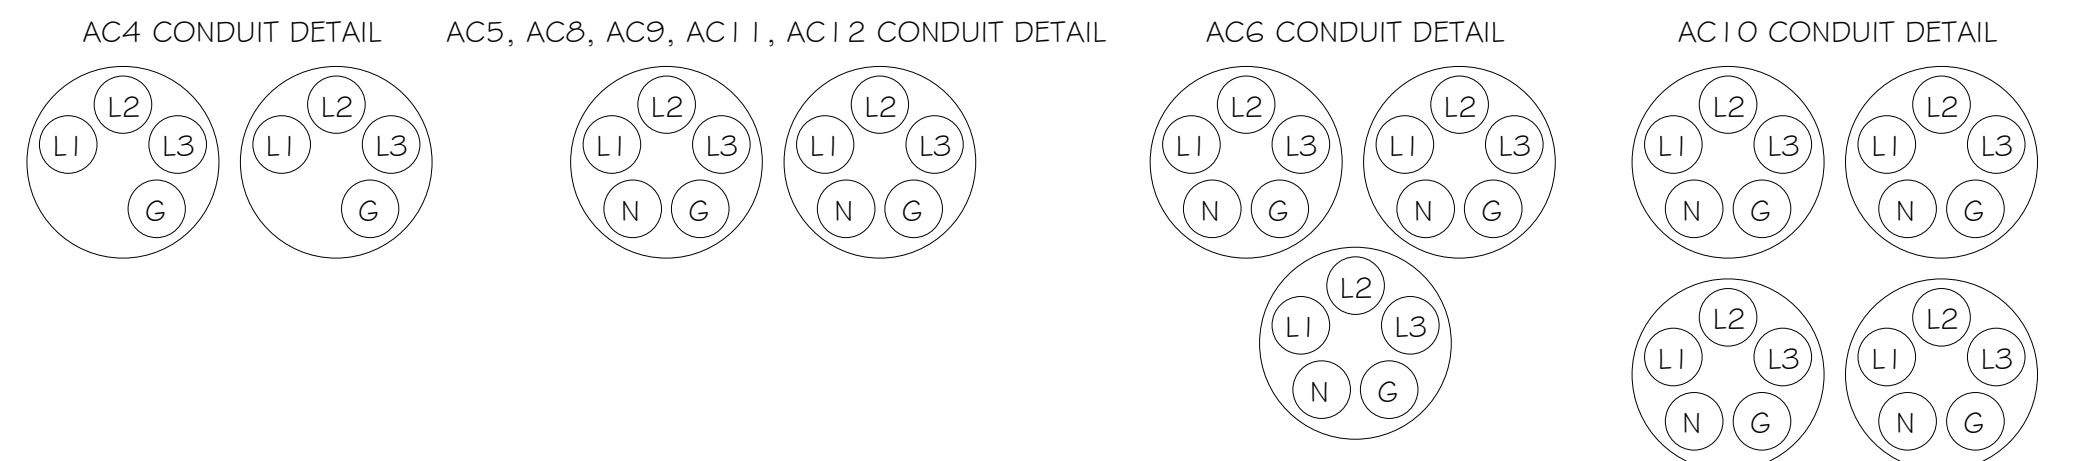 AC4 CONDUIT DETAIL
L2
L1
L3
G
L2
L1
L3
G
AC5, AC8, AC9, AC11, AC12 CONDUIT DETAIL
L2
L1
L3
N
G
L2
L1
L3
N
G
AC6 CONDUIT DETAIL
L2
L1
L3
N
G
L2
L1
L3
N
G
L2
L1
L3
N
G
AC10 CONDUIT DETAIL
L2
L1
L3
N
G
L2
L1
L3
N
G
L2
L1
L3
N
G
L2
L1
L3
N
G